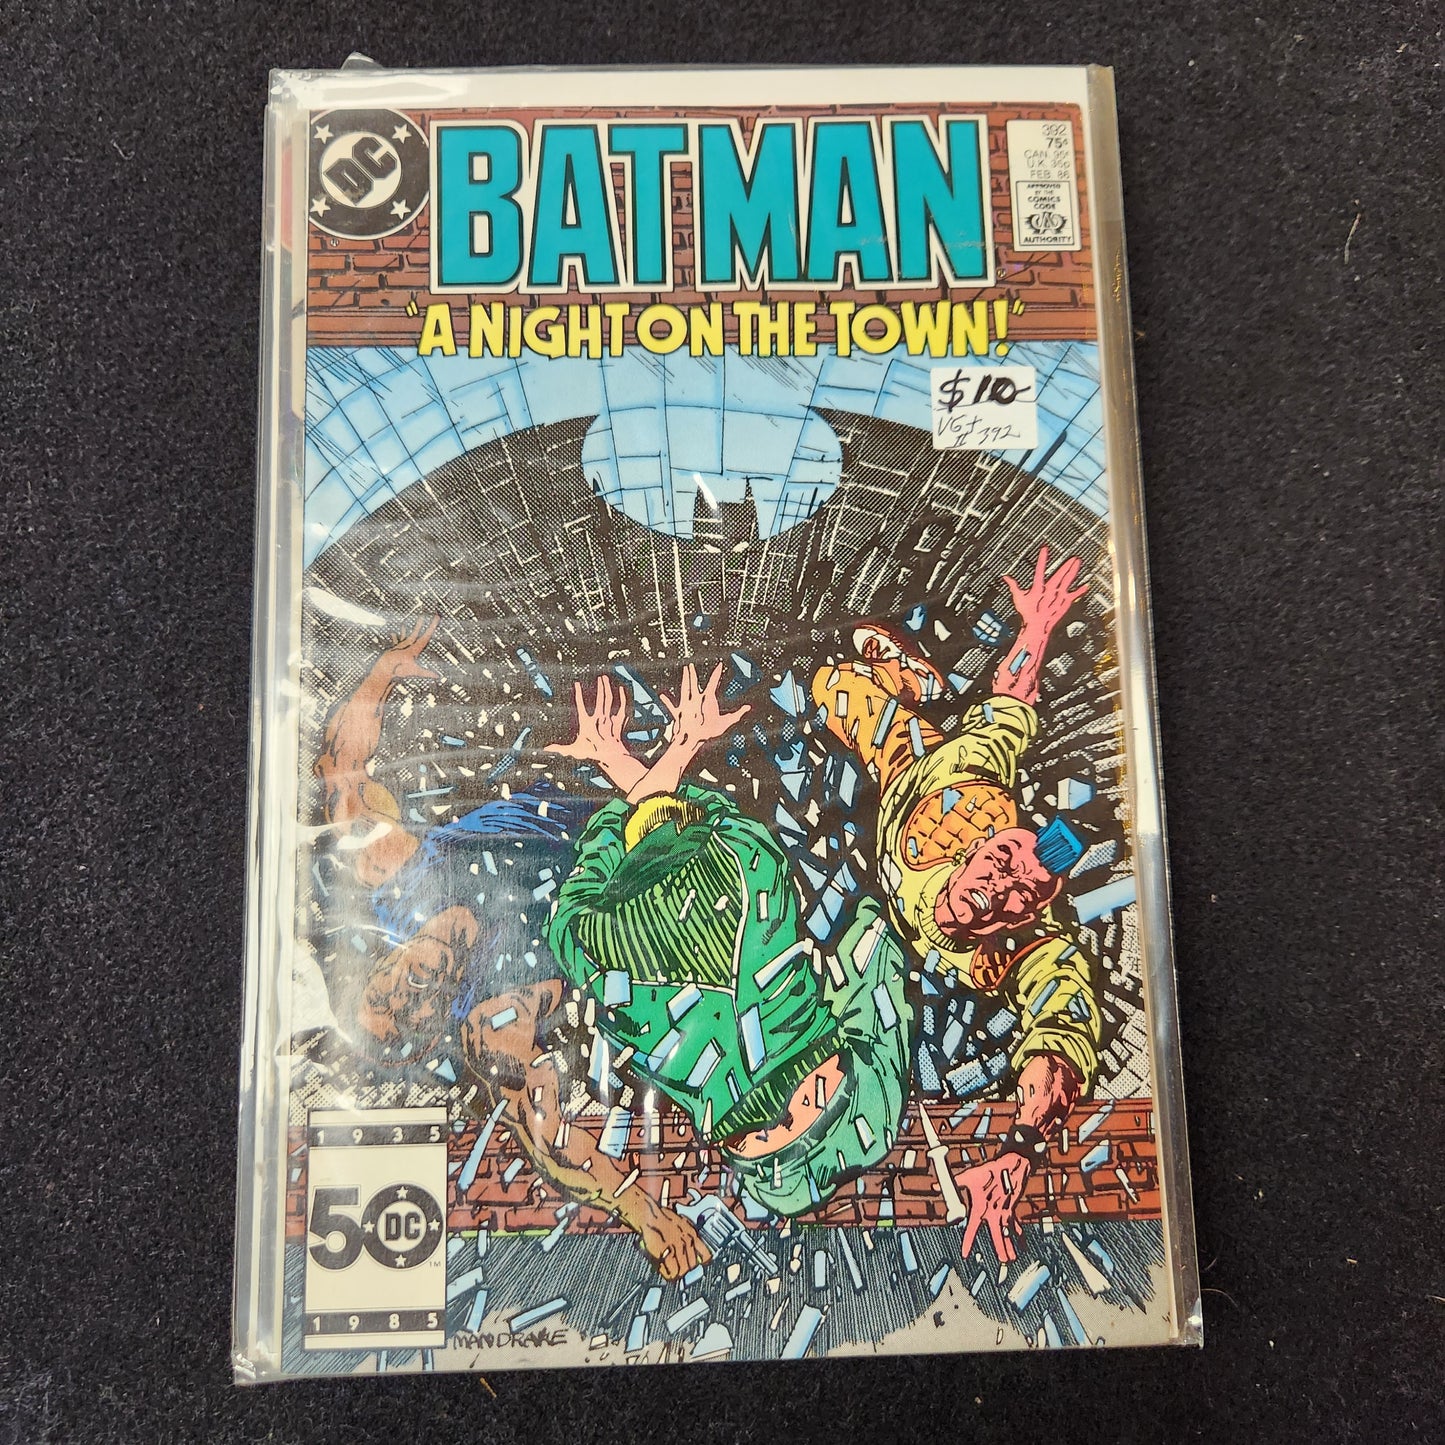 DC
BATMAN
392
75¢
CAN. 95¢
U.K. 35p
FEB. 86
APPROVED
BY THE
COMICS
CODE
CA
AUTHORITY
"A NIGHT ON THE TOWN!"
VG+
392
1935
50 DC
TM
1985
MANDRAKE